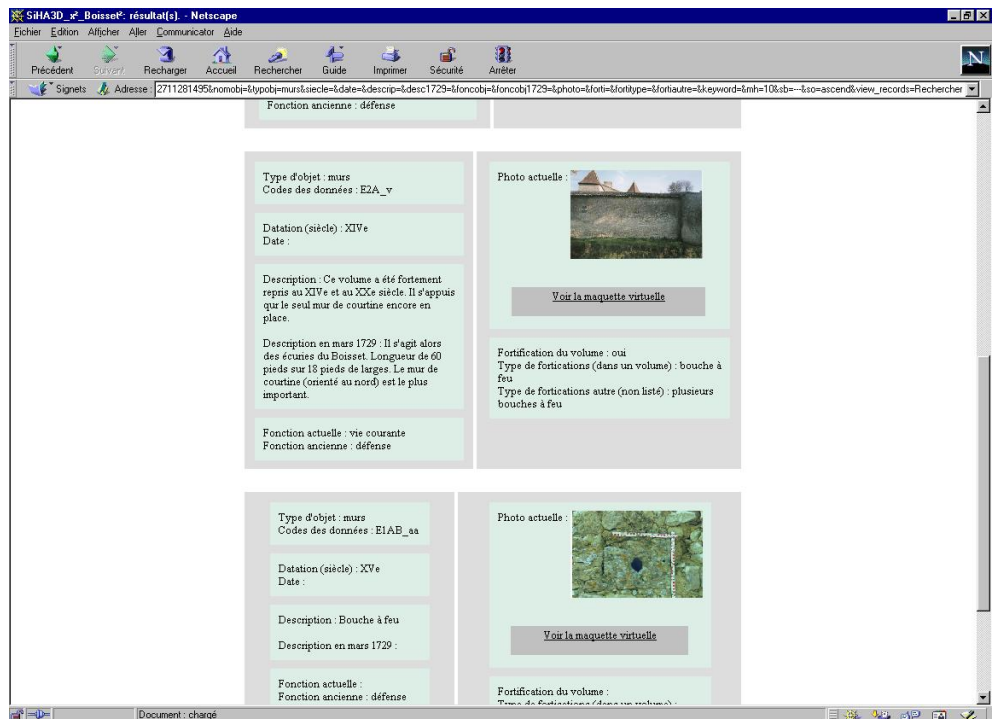 SiHA3D_x²_Boisset²: résultat[s]. - Netscape
Fichier Edition Afficher Aller Communicator Aide
Précédent Suivant Recharger Accueil Rechercher Guide Imprimer Sécurité Arrêter
N
Signets Adresse : 2711281495&nomobj=&typobj=murs&siecle=&date=&descrip=&desc1729=&foncobj=&foncobj1729=&photo=&forti=&fortitype=&fortiautre=&keyword=&mh=10&sb=---&so=ascend&view_records=Rechercher
Fonction ancienne : défense
Type d'objet : murs
Codes des données : E2A_v
Datation (siècle) : XIVe
Date :
Description : Ce volume a été fortement
repris au XIVe et au XXe siècle. Il s'appuis
qur le seul mur de courtine encore en
place.
Description en mars 1729 : Il s'agit alors
des écuries du Boisset. Longueur de 60
pieds sur 18 pieds de larges. Le mur de
courtine (orienté au nord) est le plus
important.
Fonction actuelle : vie courante
Fonction ancienne : défense
Photo actuelle :
Voir la maquette virtuelle
Fortification du volume : oui
Type de fortications (dans un volume) : bouche à
feu
Type de fortications autre (non listé) : plusieurs
bouches à feu
Type d'objet : murs
Codes des données : E1AB_aa
Datation (siècle) : XVe
Date :
Description : Bouche à feu
Description en mars 1729 :
Fonction actuelle :
Fonction ancienne : défense
Photo actuelle :
Voir la maquette virtuelle
Fortification du volume :
Type de fortications (dans un volume) :
Document : chargé